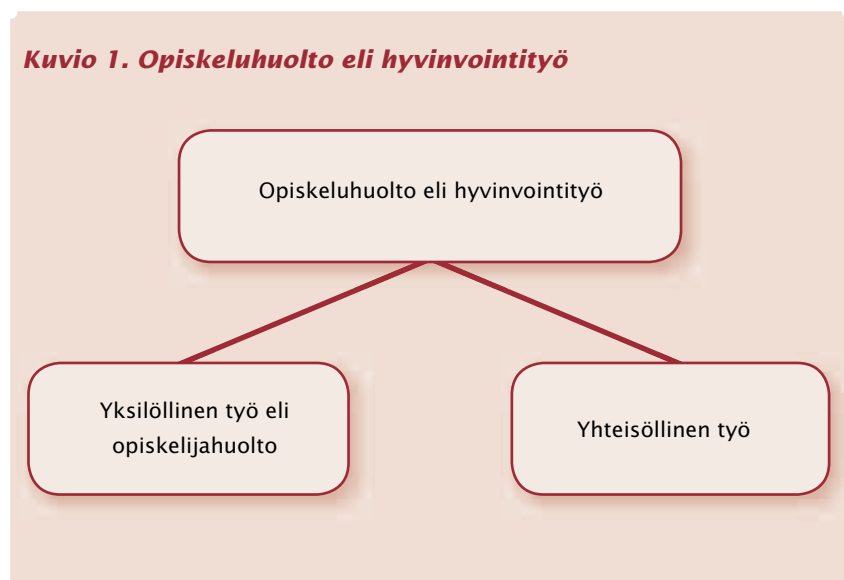 Kuvio 1. Opiskeluhuolto eli hyvinvointityö
Opiskeluhuolto eli hyvinvointityö
Yksilöllinen työ eli
opiskelijahuolto
Yhteisöllinen työ